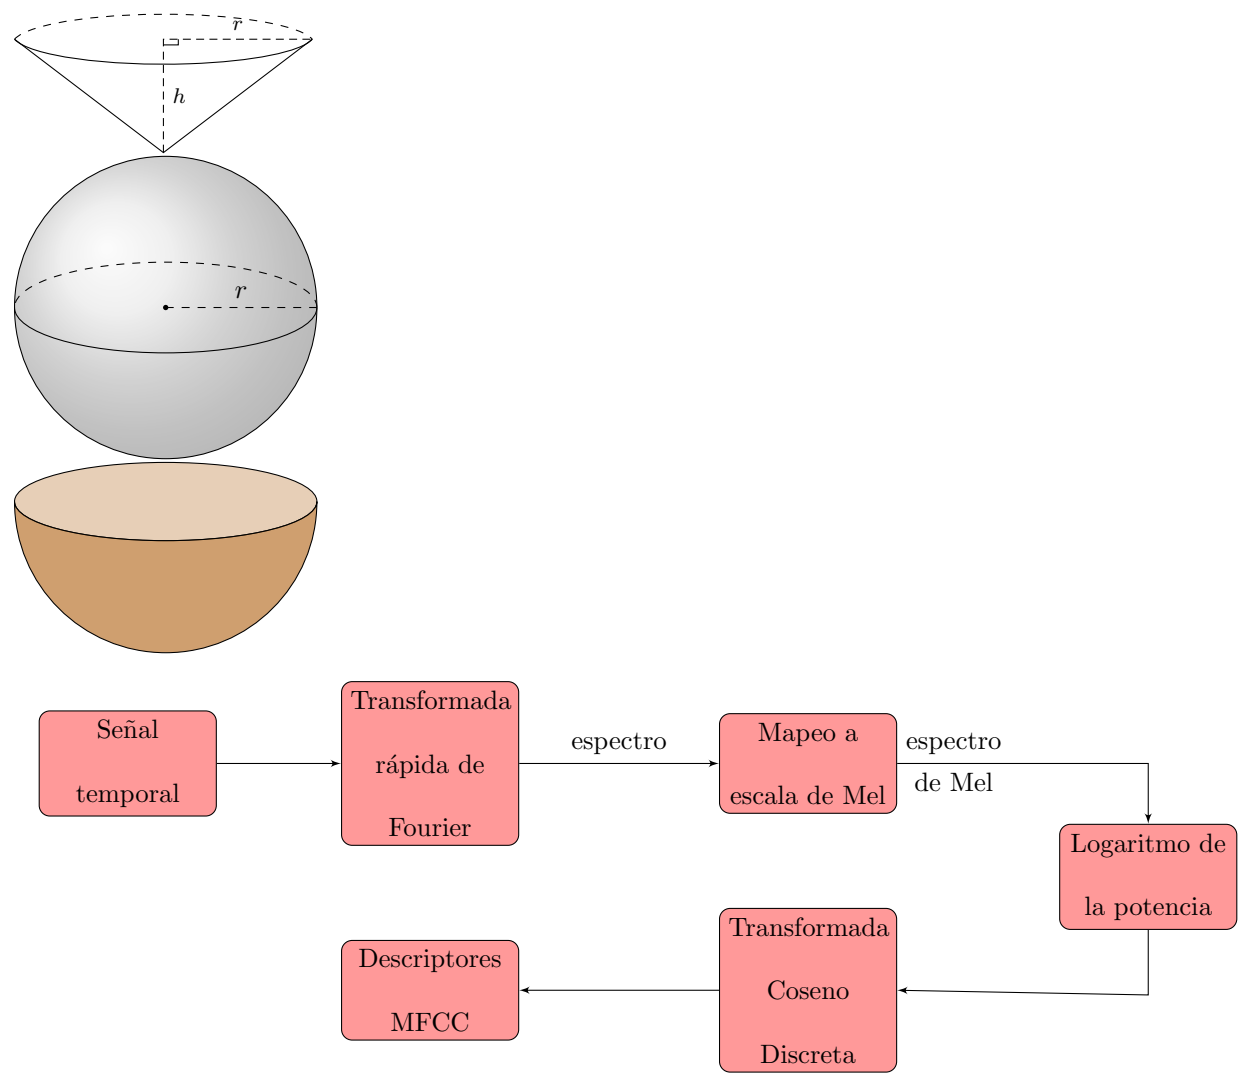 r
h
r
Señal
temporal
Transformada
rápida de
Fourier
espectro
Mapeo a
escala de Mel
espectro
de Mel
Logaritmo de
la potencia
Transformada
Coseno
Discreta
Descriptores
MFCC